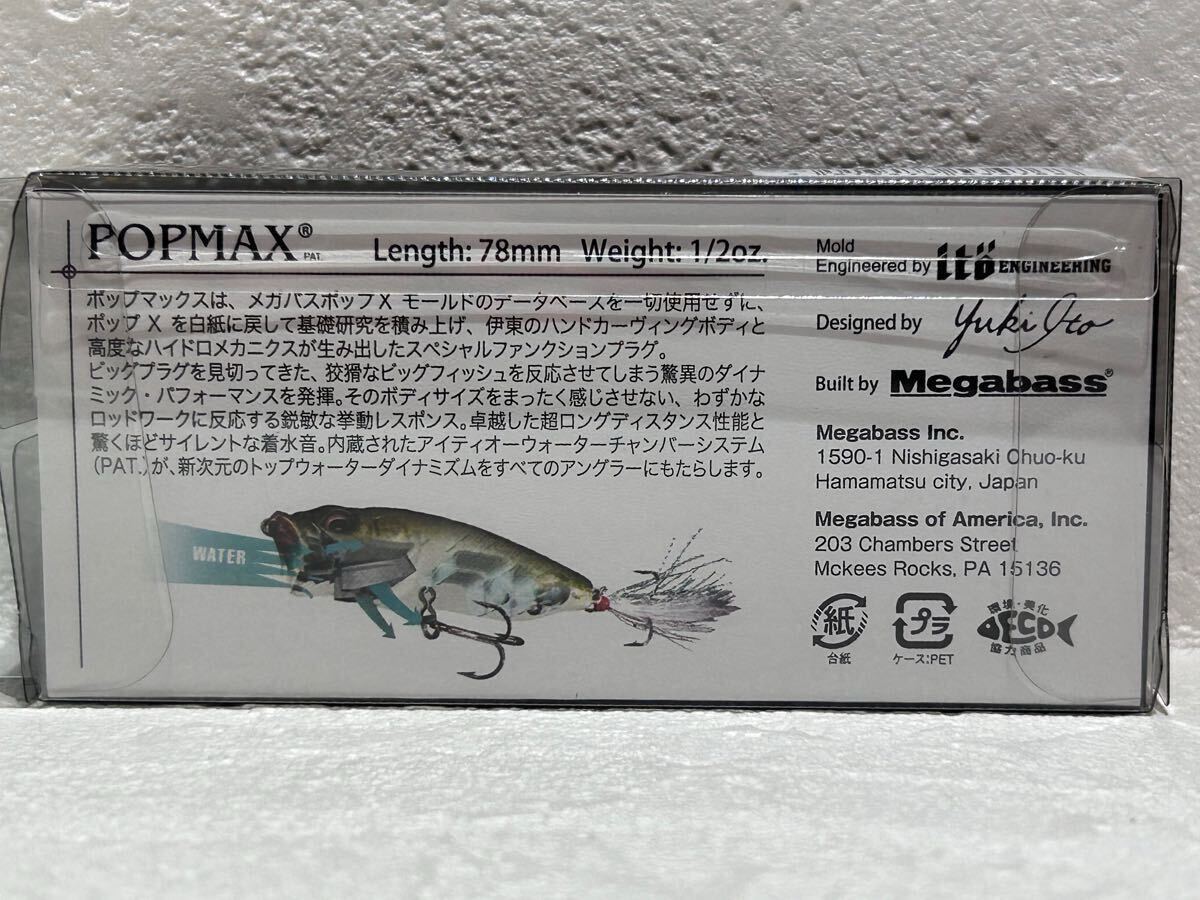 POPMAX® PAT. Length: 78mm Weight: 1/2oz.
ポップマックスは、メガバスポップX モールドのデータベースを一切使用せずに、
ポップ X を白紙に戻して基礎研究を積み上げ、伊東のハンドカーヴィングボディと
高度なハイドロメカニクスが生み出したスペシャルファンクションプラグ。
ビッグプラグを見切ってきた、狡猾なビッグフィッシュを反応させてしまう驚異のダイナ
ミック・パフォーマンスを発揮。そのボディサイズをまったく感じさせない、わずかな
ロッドワークに反応する鋭敏な挙動レスポンス。卓越した超ロングディスタンス性能と
驚くほどサイレントな着水音。内蔵されたアイティオーウォーターチャンバーシステム
(PAT.)が、新次元のトップウォーターダイナミズムをすべてのアングラーにもたらします。
WATER
Mold
Engineered by Itö ENGINEERING
Designed by Yuki Ito
Built by Megabass®
Megabass Inc.
1590-1 Nishigasaki Chuo-ku
Hamamatsu city, Japan
Megabass of America, Inc.
203 Chambers Street
Mckees Rocks, PA 15136
紙
台紙
プラ
ケース:PET
環境・美化
ECO
協力商品